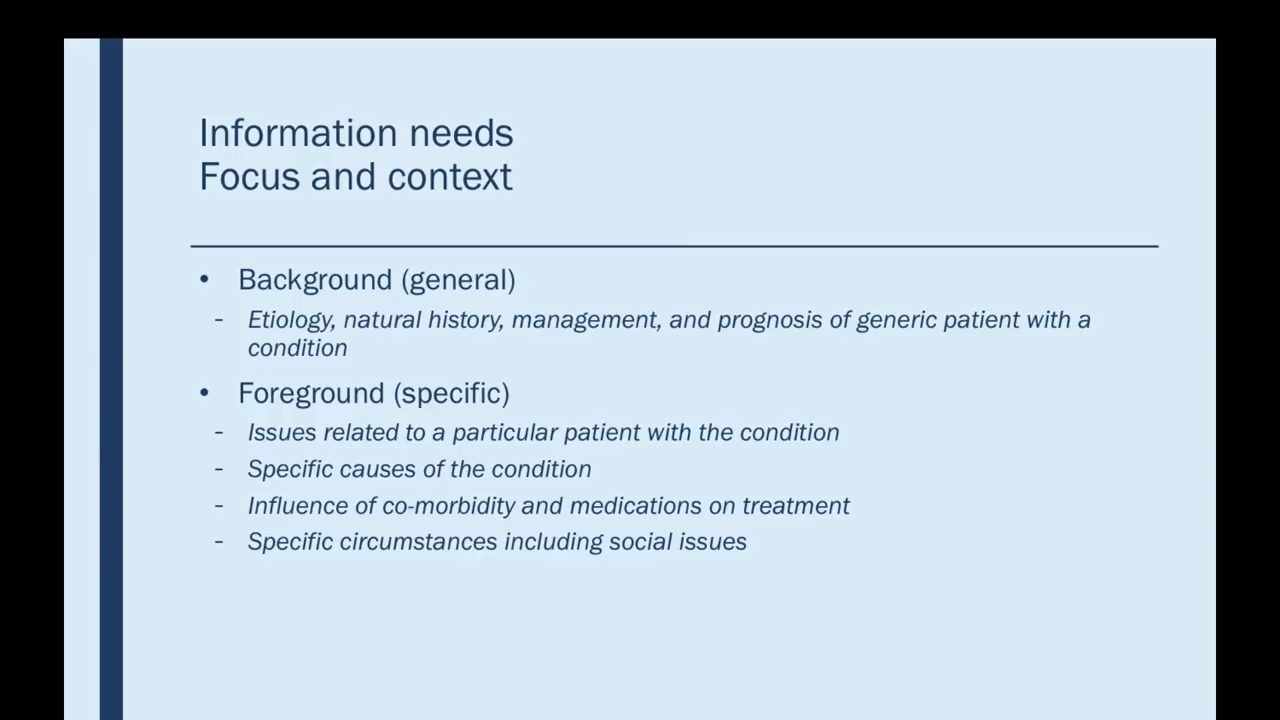 Information needs
Focus and context
• Background (general)
- Etiology, natural history, management, and prognosis of generic patient with a
condition
• Foreground (specific)
- Issues related to a particular patient with the condition
- Specific causes of the condition
- Influence of co-morbidity and medications on treatment
- Specific circumstances including social issues